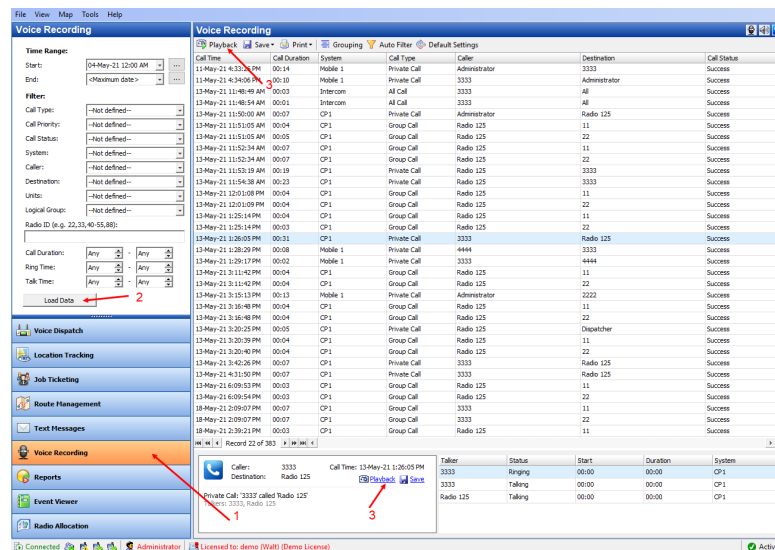 File View Map Tools Help
Voice Recording
Time Range:
Start: 04-May-21 12:00 AM ...
End: <Maximum date> ...
Filter:
Call Type: --Not defined--
Call Priority: --Not defined--
Call Status: --Not defined--
System: --Not defined--
Caller: --Not defined--
Destination: --Not defined--
Units: --Not defined--
Logical Group: --Not defined--
Radio ID (e.g. 22,33,40-55,88):
Call Duration: Any - Any
Ring Time: Any - Any
Talk Time: Any - Any
Load Data 2
Voice Dispatch
Location Tracking
Job Ticketing
Route Management
Text Messages
Voice Recording
Reports
Event Viewer
Radio Allocation
1
Voice Recording
Playback Save Print Grouping Auto Filter Default Settings
3
Call Time Call Duration System Call Type Caller Destination Call Status
11-May-21 4:33:25 PM 00:14 Mobile 1 Private Call Administrator 3333 Success
11-May-21 4:34:06 PM 00:10 Mobile 1 Private Call 3333 Administrator Success
13-May-21 11:48:49 AM 00:03 Intercom All Call 3333 All Success
13-May-21 11:48:54 AM 00:01 Intercom All Call 3333 All Success
13-May-21 11:50:00 AM 00:07 CP1 Private Call Administrator Radio 125 Success
13-May-21 11:51:05 AM 00:04 CP1 Group Call Radio 125 11 Success
13-May-21 11:51:05 AM 00:05 CP1 Group Call Radio 125 22 Success
13-May-21 11:52:34 AM 00:07 CP1 Group Call Radio 125 11 Success
13-May-21 11:52:34 AM 00:07 CP1 Group Call Radio 125 22 Success
13-May-21 11:53:19 AM 00:19 CP1 Private Call Radio 125 3333 Success
13-May-21 11:54:38 AM 00:23 CP1 Private Call Radio 125 3333 Success
13-May-21 12:01:08 PM 00:04 CP1 Group Call Radio 125 11 Success
13-May-21 12:01:09 PM 00:04 CP1 Group Call Radio 125 22 Success
13-May-21 1:25:14 PM 00:04 CP1 Group Call Radio 125 11 Success
13-May-21 1:25:14 PM 00:03 CP1 Group Call Radio 125 22 Success
13-May-21 1:26:05 PM 00:31 CP1 Private Call 3333 Radio 125 Success
13-May-21 1:28:29 PM 00:08 Mobile 1 Private Call 4444 3333 Success
13-May-21 1:29:17 PM 00:02 Mobile 1 Private Call 3333 4444 Success
13-May-21 3:11:42 PM 00:04 CP1 Group Call Radio 125 11 Success
13-May-21 3:11:42 PM 00:04 CP1 Group Call Radio 125 22 Success
13-May-21 3:15:13 PM 00:13 Mobile 1 Private Call Administrator 2222 Success
13-May-21 3:16:48 PM 00:04 CP1 Group Call Radio 125 11 Success
13-May-21 3:16:48 PM 00:04 CP1 Group Call Radio 125 22 Success
13-May-21 3:20:25 PM 00:05 CP1 Private Call Radio 125 Dispatcher Success
13-May-21 3:20:39 PM 00:04 CP1 Group Call Radio 125 11 Success
13-May-21 3:20:40 PM 00:04 CP1 Group Call Radio 125 22 Success
13-May-21 3:42:26 PM 00:07 CP1 Private Call 3333 Radio 125 Success
13-May-21 4:31:50 PM 00:07 CP1 Private Call 3333 Radio 125 Success
13-May-21 6:09:53 PM 00:03 CP1 Group Call Radio 125 11 Success
13-May-21 6:09:54 PM 00:03 CP1 Group Call Radio 125 22 Success
18-May-21 2:09:07 PM 00:07 CP1 Group Call 3333 11 Success
18-May-21 2:09:07 PM 00:07 CP1 Group Call 3333 22 Success
18-May-21 2:39:21 PM 00:03 CP1 Group Call Radio 125 11 Success
Record 22 of 383
Caller: 3333 Call Time: 13-May-21 1:26:05 PM
Destination: Radio 125 Playback Save
Private Call: '3333' called 'Radio 125'
Talkers: 3333, Radio 125
3
Talker Status Start Duration System
3333 Ringing 00:00 00:00 CP1
3333 Talking 00:00 00:00 CP1
Radio 125 Talking 00:00 00:00 CP1
Connected Administrator Licensed to: demo (Walt) (Demo License) Activ